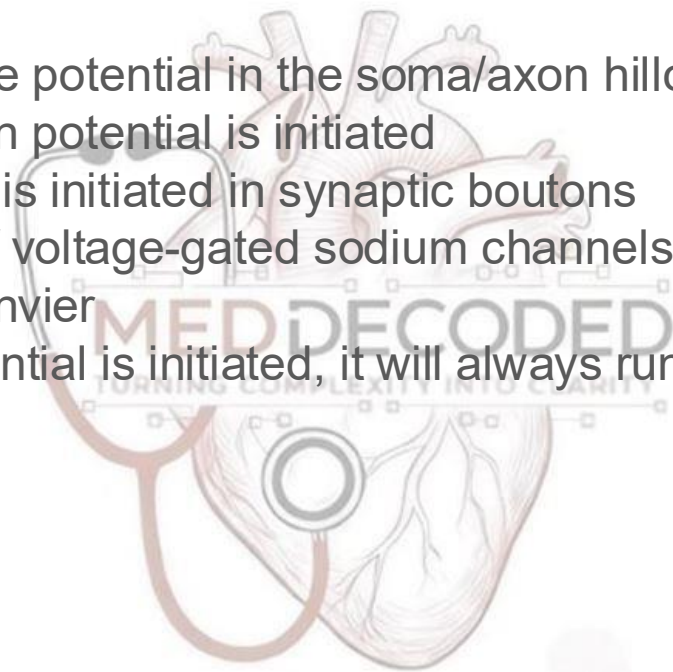 e potential in the soma/axon hillo
n potential is initiated
is initiated in synaptic boutons
voltage-gated sodium channels
nvier
MEDDECODED
ntial is initiated, it will always run
TURNING COMPLEXITY INTO CLARITY